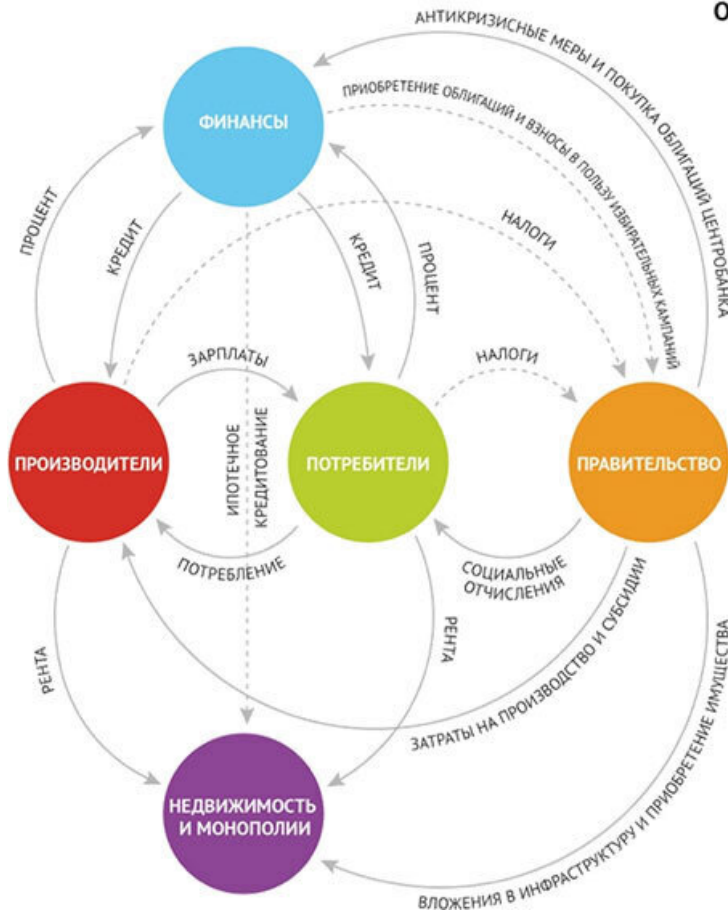 О
АНТИКРИЗИСНЫЕ МЕРЫ И ПОКУПКА ОБЛИГАЦИЙ ЦЕНТРОБАНКА
ПРИОБРЕТЕНИЕ ОБЛИГАЦИЙ И ВЗНОСЫ В ПОЛЬЗУ ИЗБИРАТЕЛЬНЫХ КАМПАНИЙ
ФИНАНСЫ
ПРОЦЕНТ
КРЕДИТ
КРЕДИТ
ПРОЦЕНТ
НАЛОГИ
ЗАРПЛАТЫ
НАЛОГИ
ПРОИЗВОДИТЕЛИ
ИПОТЕЧНОЕ
КРЕДИТОВАНИЕ
ПОТРЕБИТЕЛИ
ПРАВИТЕЛЬСТВО
ПОТРЕБЛЕНИЕ
СОЦИАЛЬНЫЕ
ОТЧИСЛЕНИЯ
РЕНТА
РЕНТА
ЗАТРАТЫ НА ПРОИЗВОДСТВО И СУБСИДИИ
НЕДВИЖИМОСТЬ
И МОНОПОЛИИ
ВЛОЖЕНИЯ В ИНФРАСТРУКТУРУ И ПРИОБРЕТЕНИЕ ИМУЩЕСТВА